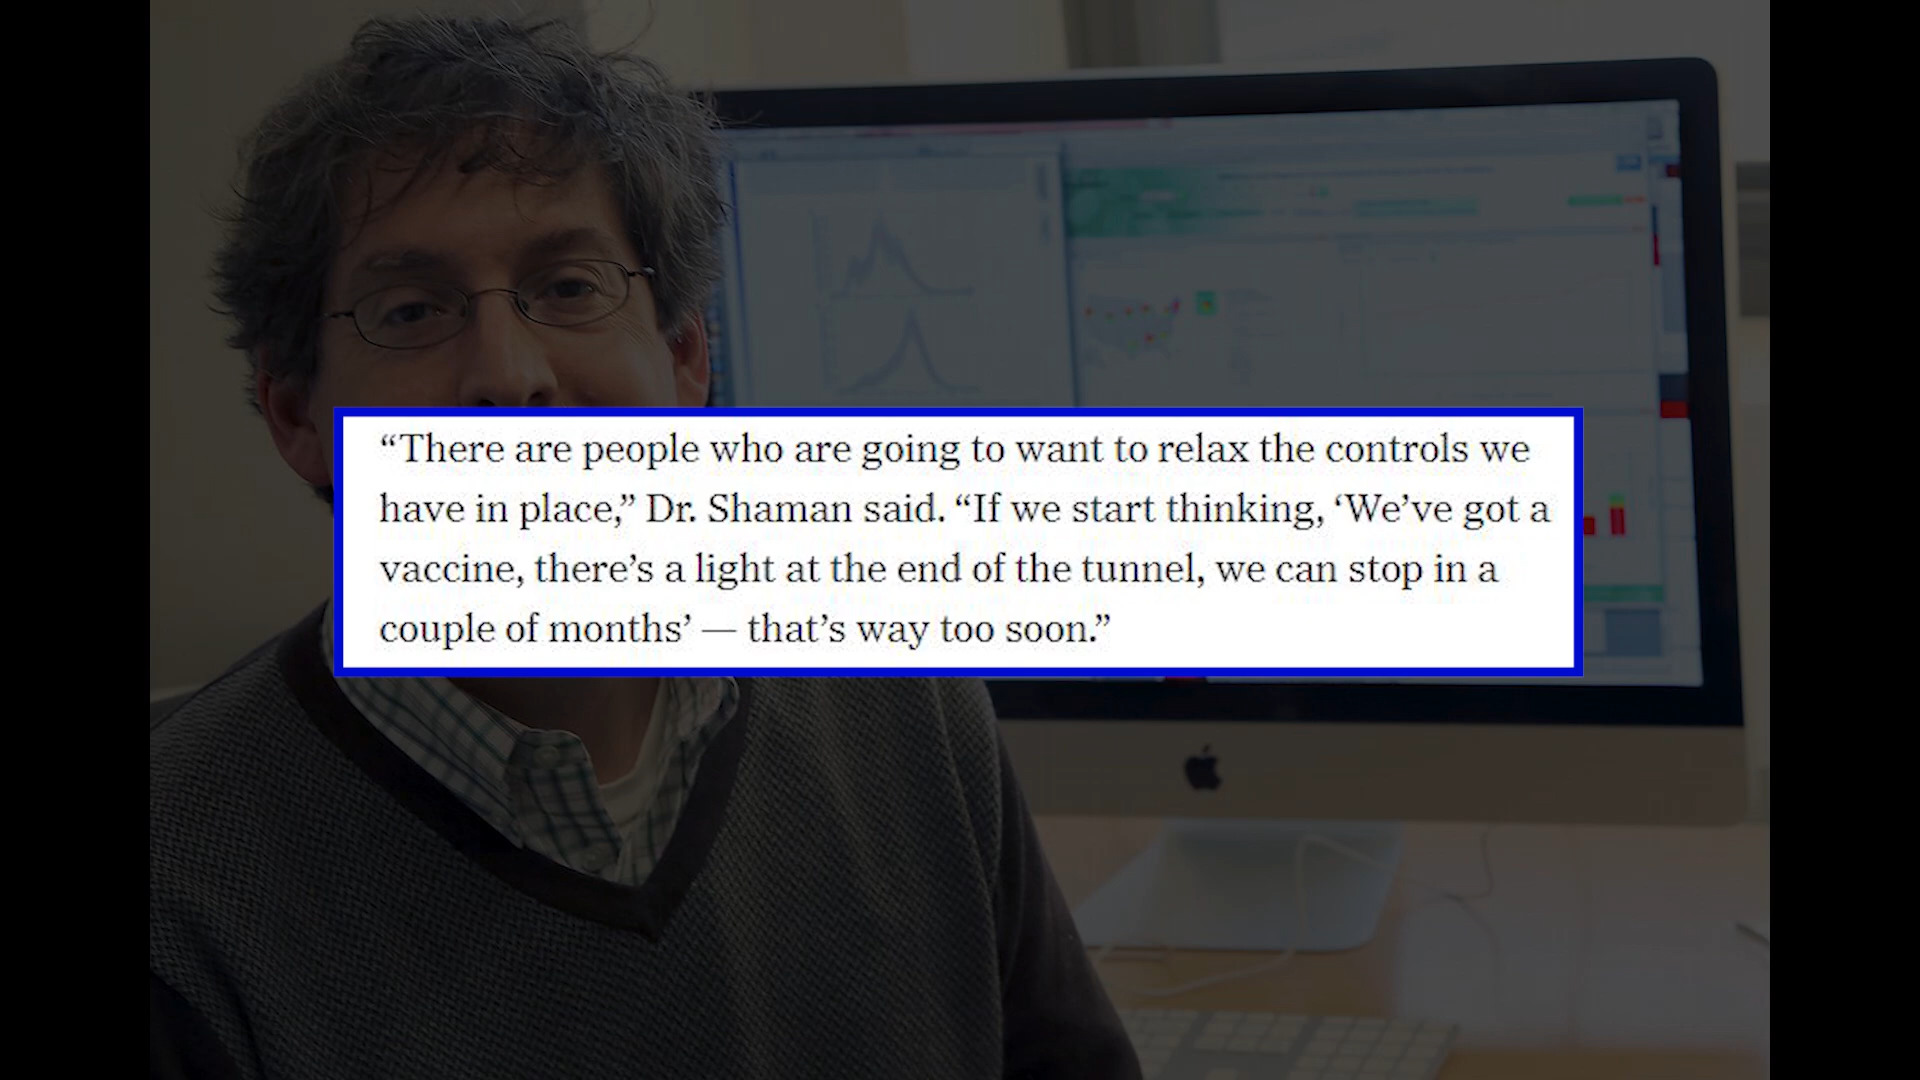 “There are people who are going to want to relax the controls we
have in place,” Dr. Shaman said. “If we start thinking, ‘We’ve got a
vaccine, there’s a light at the end of the tunnel, we can stop in a
couple of months’ — that’s way too soon.”